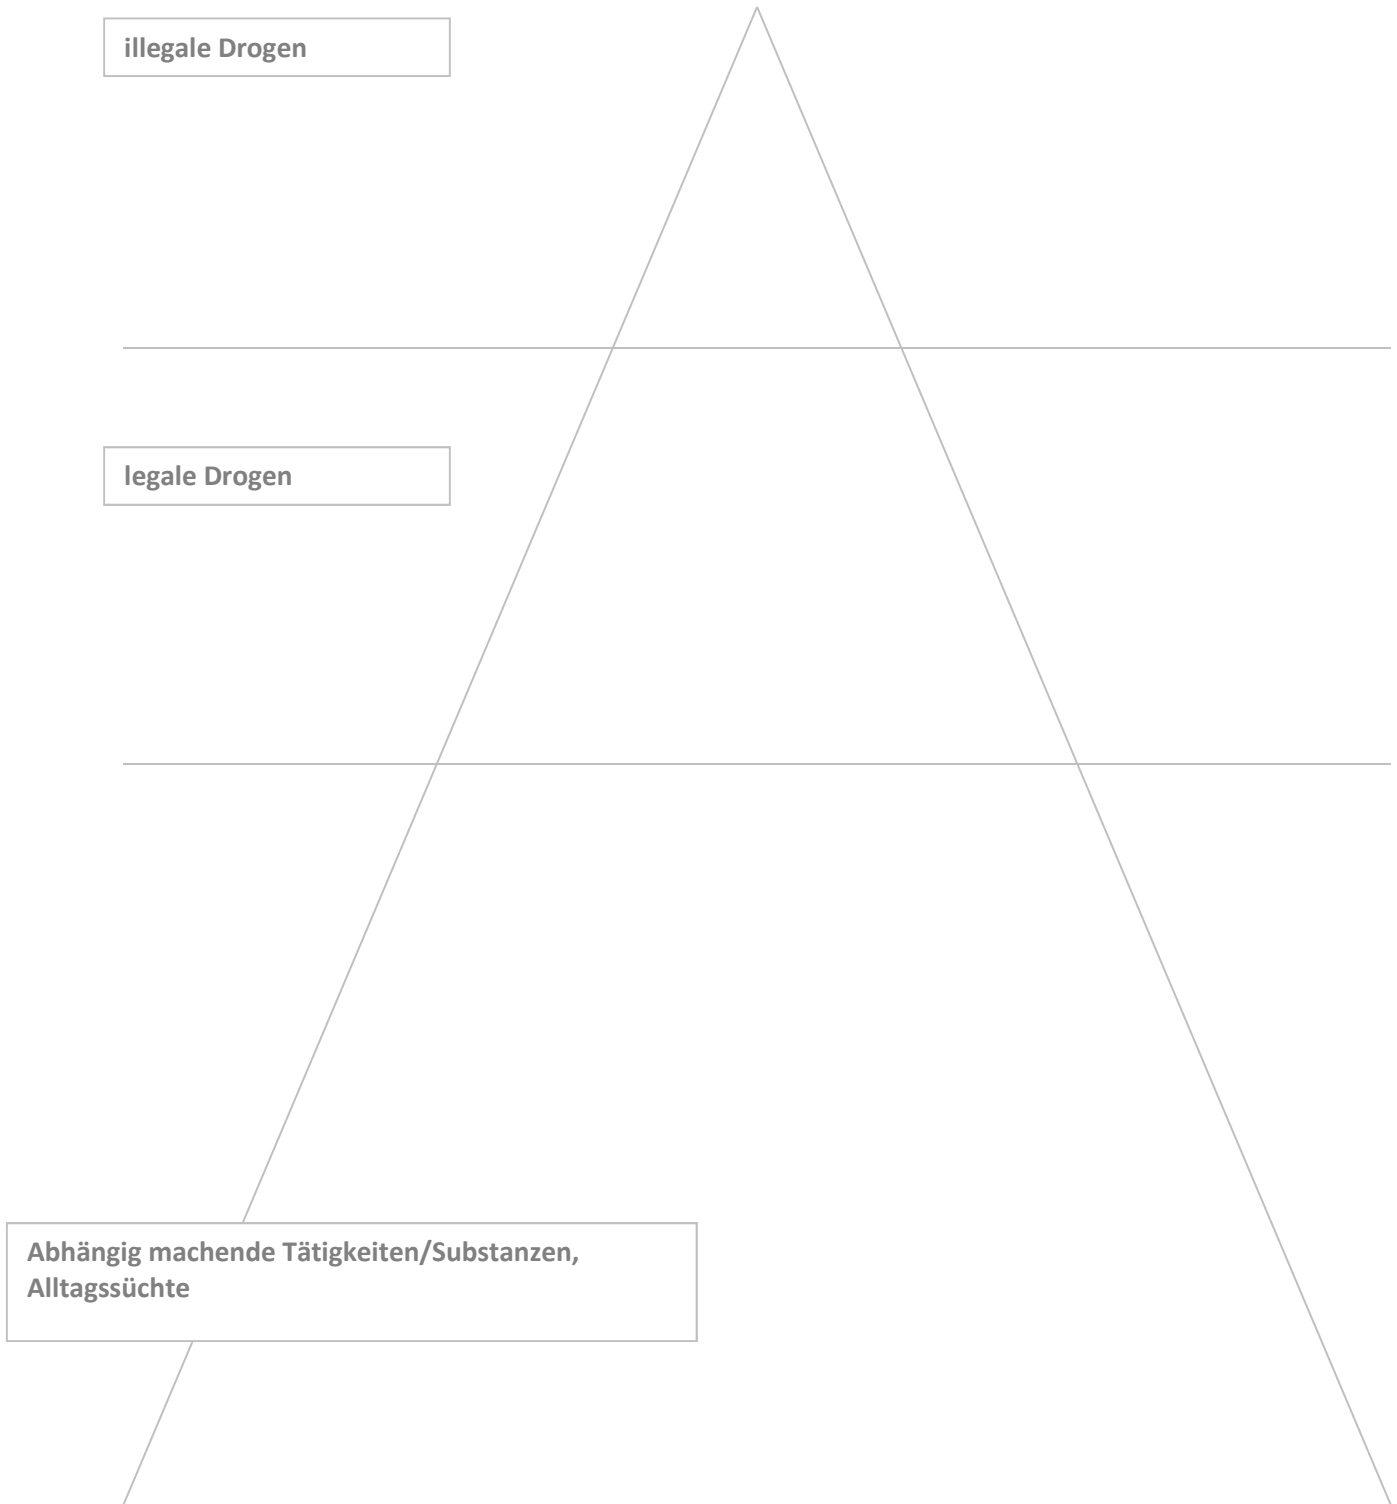 illegale Drogen
legale Drogen
Abhängig machende Tätigkeiten/Substanzen,
Alltagssüchte